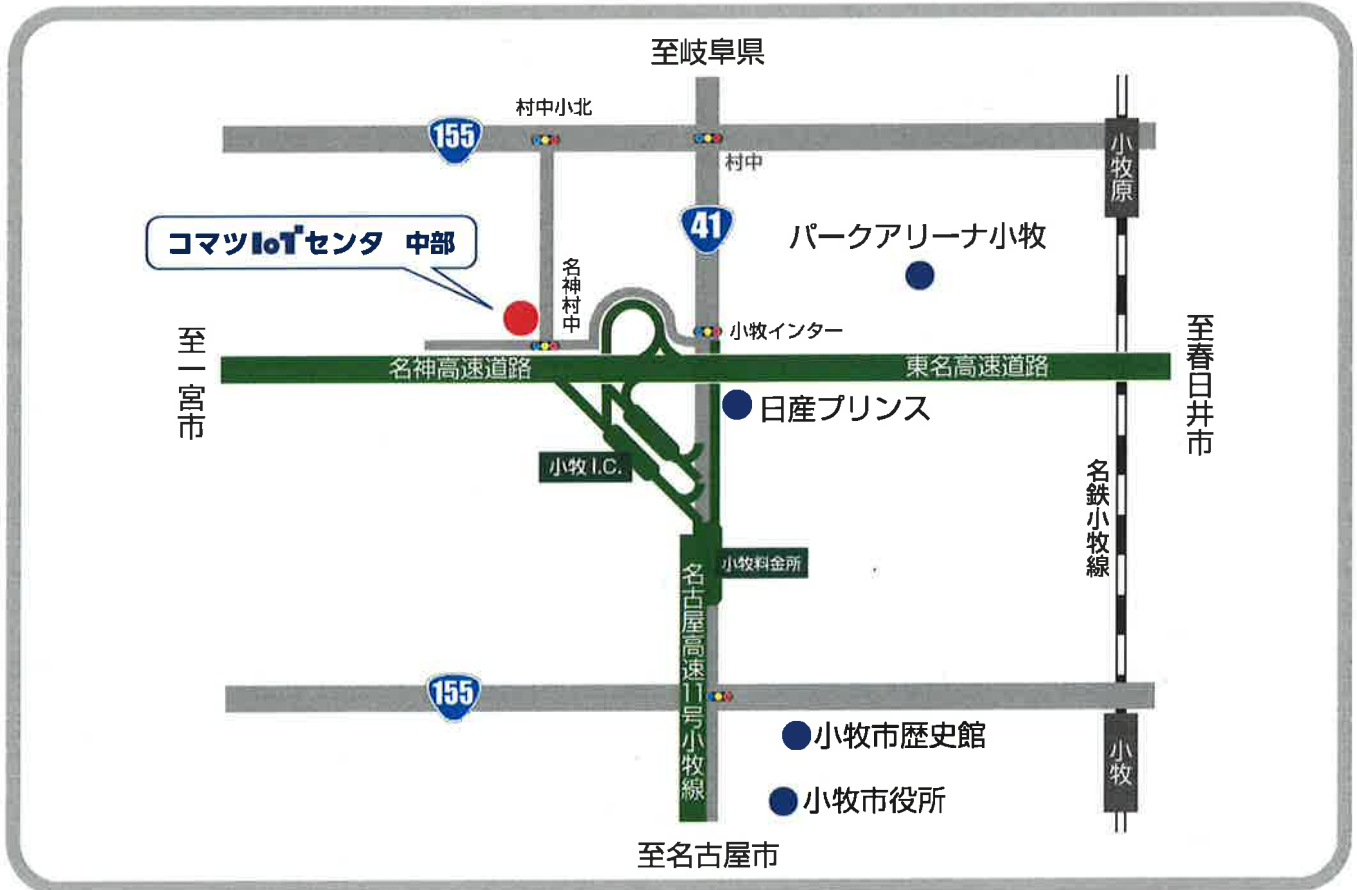 至岐阜県
村中小北
155
村中
小牧原
41
コマツIoTセンタ 中部
パークアリーナ小牧
名神村中
小牧インター
至一宮市
至春日井市
名神高速道路
東名高速道路
日産プリンス
小牧 I.C.
名鉄小牧線
小牧料金所
名古屋高速11号小牧線
155
小牧市歴史館
小牧
小牧市役所
至名古屋市